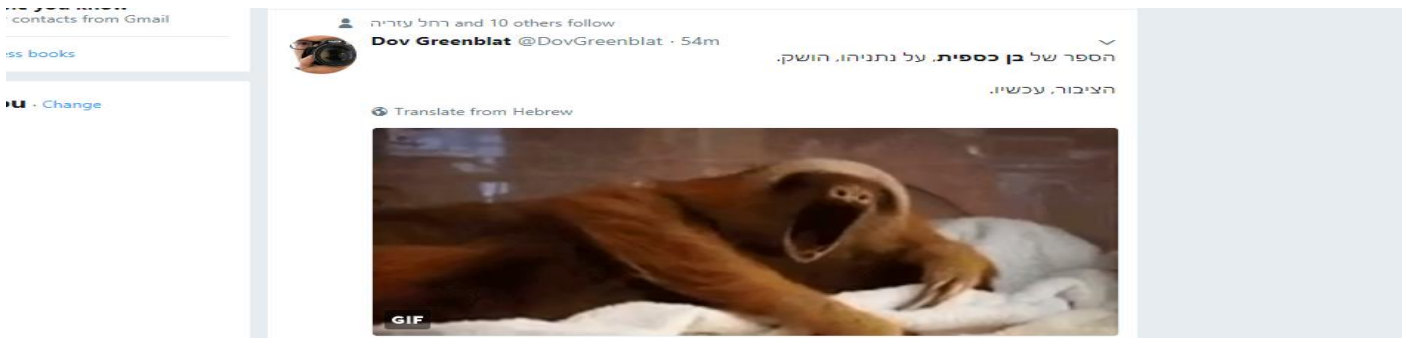 contacts from Gmail
books
Change
רחל עזריה and 10 others follow
Dov Greenblat @DovGreenblat · 54m
הספר של בן כספית, על נתניהו, הושק.
הציבור, עכשיו.
Translate from Hebrew
GIF